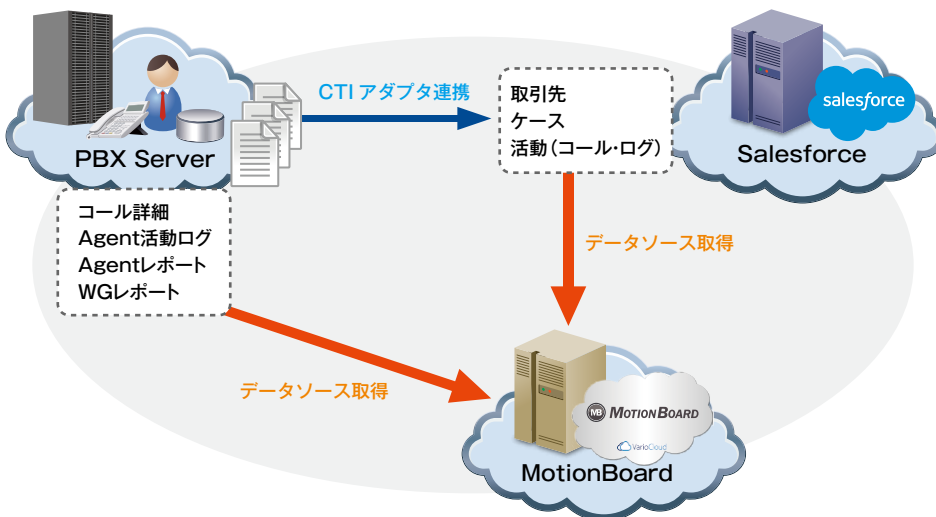 PBX Server
CTI アダプタ連携
取引先
ケース
活動（コール・ログ）
salesforce
Salesforce
コール詳細
Agent活動ログ
Agentレポート
WGレポート
データソース取得
データソース取得
MB MOTIONBOARD
VarioCloud
MotionBoard